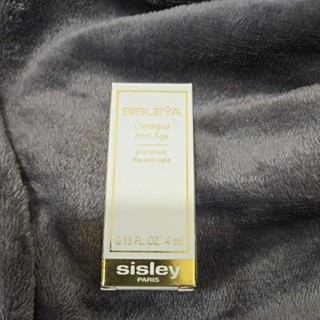 SISLEŸA
L'Intégral
Anti-Âge
jour et nuit
day and night
0.13 FL. OZ. 4 ml
sisley
PARIS